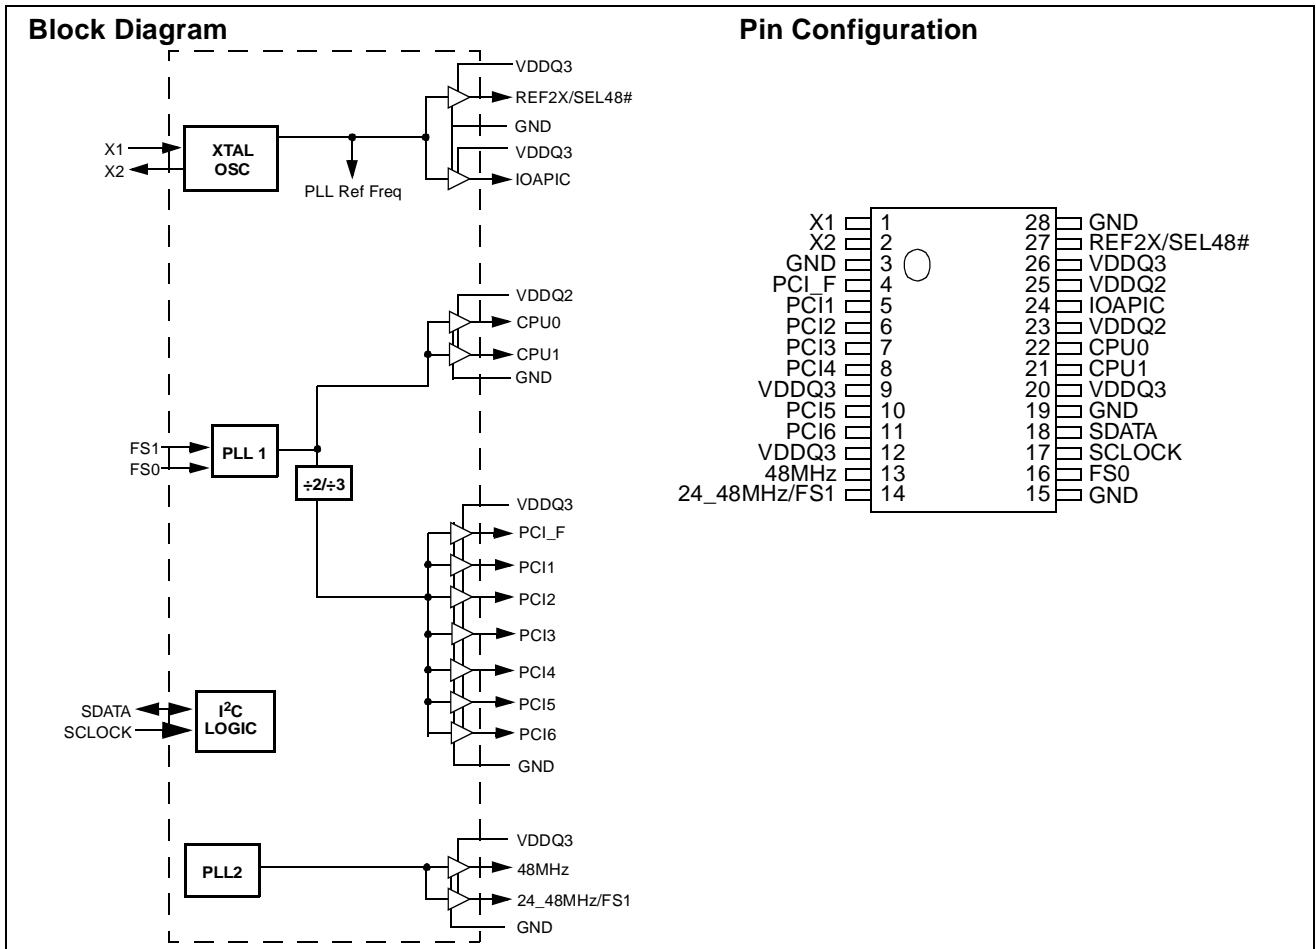 Block Diagram
VDDQ3
REF2X/SEL48#
GND
X1
X2
XTAL
OSC
VDDQ3
PLL Ref Freq
IOAPIC
VDDQ2
CPU0
CPU1
GND
FS1
FS0
PLL 1
÷2/÷3
VDDQ3
PCI_F
PCI1
PCI2
PCI3
PCI4
PCI5
PCI6
GND
SDATA
SCLOCK
I²C
LOGIC
VDDQ3
PLL2
48MHz
24_48MHz/FS1
GND
Pin Configuration
X1 1 28 GND
X2 2 27 REF2X/SEL48#
GND 3 26 VDDQ3
PCI_F 4 25 VDDQ2
PCI1 5 24 IOAPIC
PCI2 6 23 VDDQ2
PCI3 7 22 CPU0
PCI4 8 21 CPU1
VDDQ3 9 20 VDDQ3
PCI5 10 19 GND
PCI6 11 18 SDATA
VDDQ3 12 17 SCLOCK
48MHz 13 16 FS0
24_48MHz/FS1 14 15 GND